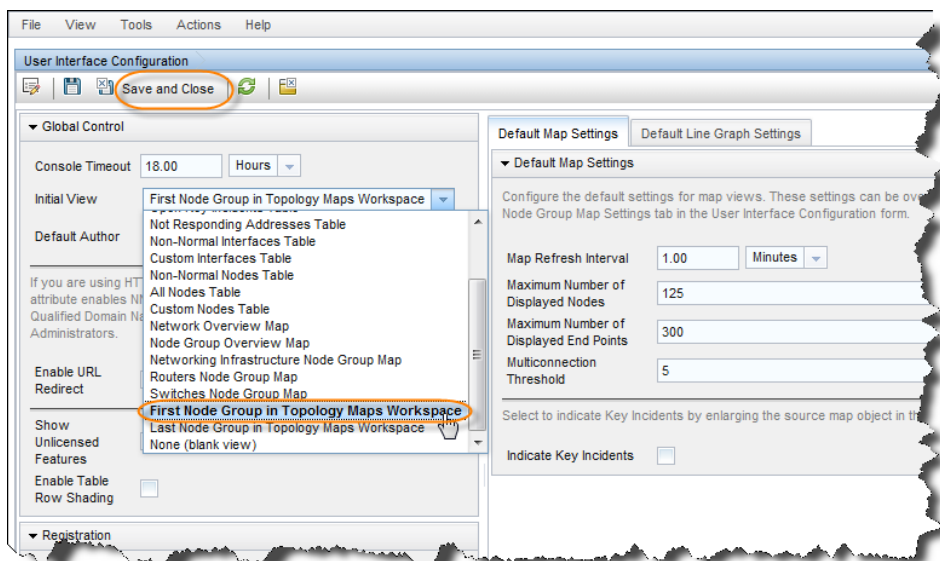 File View Tools Actions Help
User Interface Configuration
Save and Close
Global Control
Console Timeout 18.00 Hours
Initial View First Node Group in Topology Maps Workspace
Open Key Incidents Table
Not Responding Addresses Table
Default Author
Non-Normal Interfaces Table
Custom Interfaces Table
Non-Normal Nodes Table
All Nodes Table
Custom Nodes Table
Network Overview Map
Node Group Overview Map
Networking Infrastructure Node Group Map
Routers Node Group Map
Switches Node Group Map
First Node Group in Topology Maps Workspace
Last Node Group in Topology Maps Workspace
None (blank view)
If you are using HT
attribute enables N
Qualified Domain Na
Administrators.
Enable URL
Redirect
Show
Unlicensed
Features
Enable Table
Row Shading
Registration
Default Map Settings Default Line Graph Settings
Default Map Settings
Configure the default settings for map views. These settings can be ove
Node Group Map Settings tab in the User Interface Configuration form.
Map Refresh Interval 1.00 Minutes
Maximum Number of
Displayed Nodes 125
Maximum Number of
Displayed End Points 300
Multiconnection
Threshold 5
Select to indicate Key Incidents by enlarging the source map object in th
Indicate Key Incidents